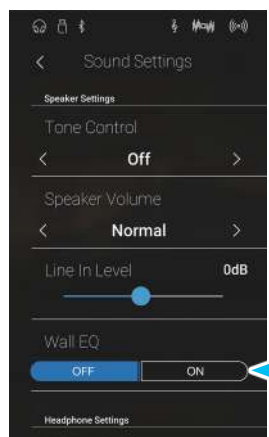 Sound Settings
Speaker Settings
Tone Control
Off
Speaker Volume
Normal
Line In Level 0dB
Wall EQ
OFF ON
Headphone Settings